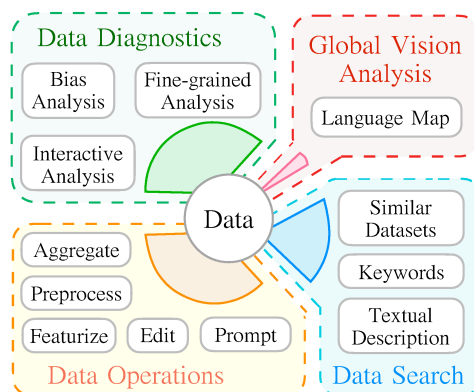 Data Diagnostics
Bias
Analysis
Fine-grained
Analysis
Interactive
Analysis
Global Vision
Analysis
Language Map
Data
Aggregate
Preprocess
Featurize
Edit
Prompt
Data Operations
Similar
Datasets
Keywords
Textual
Description
Data Search